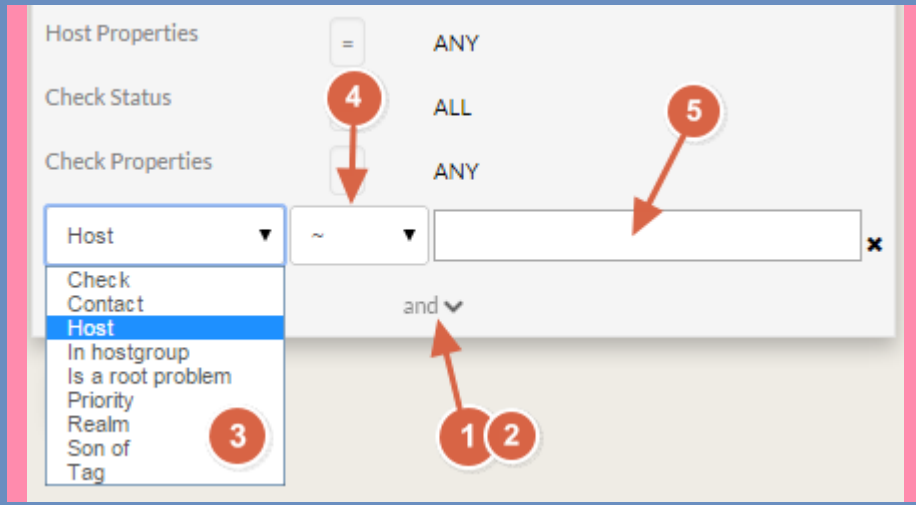 Host Properties = ANY
Check Status 4 ALL 5
Check Properties ANY
Host ~
Check
Contact and
Host
In hostgroup
Is a root problem
Priority
Realm 3 1 2
Son of
Tag